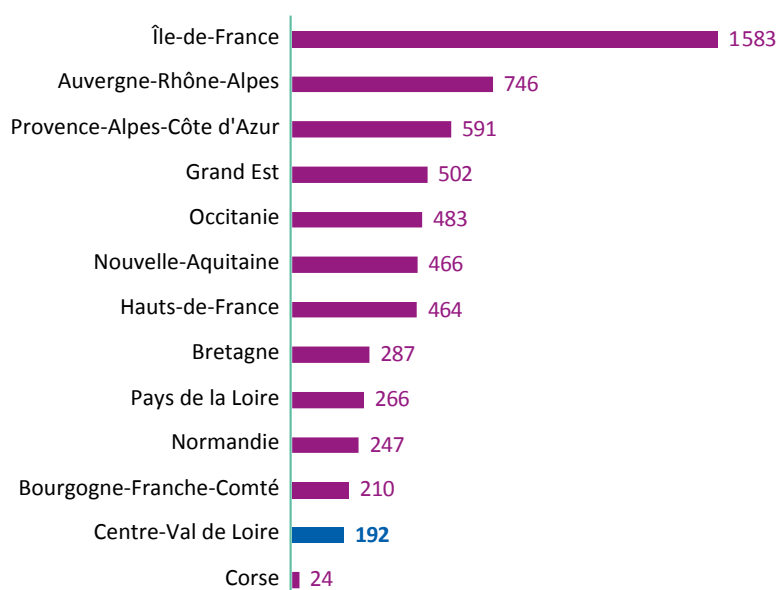 Île-de-France 1583
Auvergne-Rhône-Alpes 746
Provence-Alpes-Côte d'Azur 591
Grand Est 502
Occitanie 483
Nouvelle-Aquitaine 466
Hauts-de-France 464
Bretagne 287
Pays de la Loire 266
Normandie 247
Bourgogne-Franche-Comté 210
Centre-Val de Loire 192
Corse 24